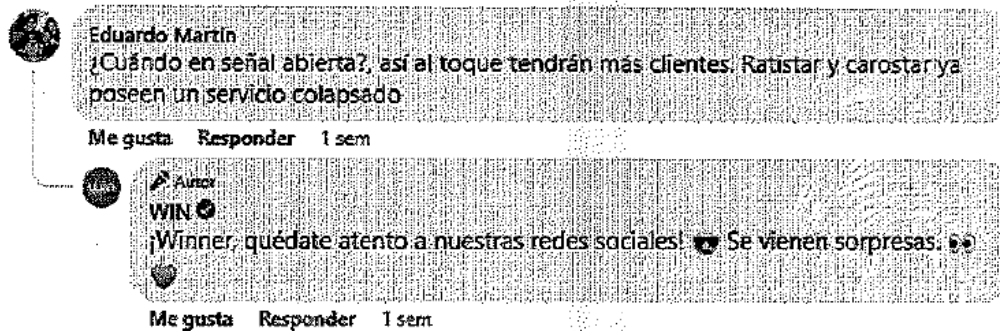 Eduardo Martín
¿Cuándo en señal abierta?, así al toque tendrán mas clientes. Ratistar y carostar ya
poseen un servicio colapsado
Me gusta Responder 1 sem
Autor
WIN
¡Winner, quédate atento a nuestras redes sociales! 😎 Se vienen sorpresas. 👀
🧡
Me gusta Responder 1 sem